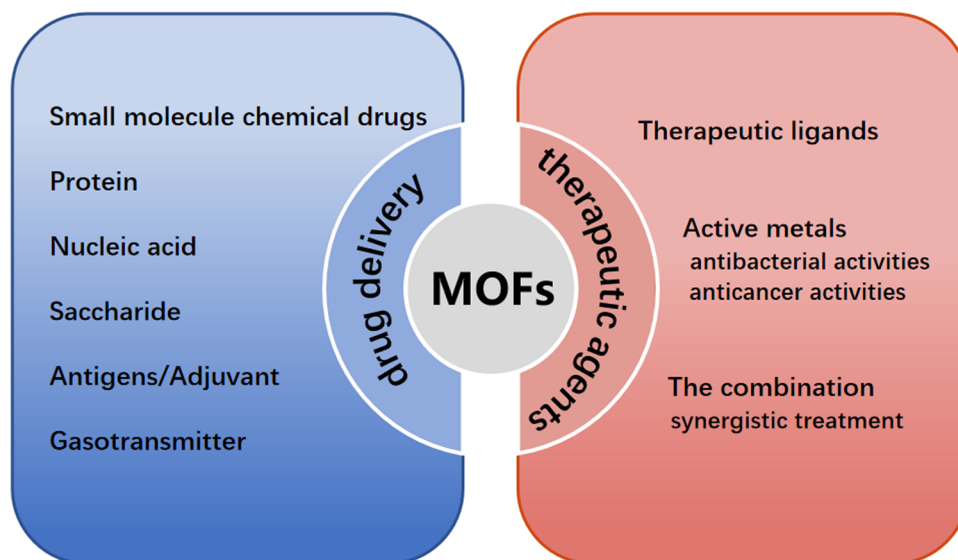 Small molecule chemical drugs
Protein
Nucleic acid
Saccharide
Antigens/Adjuvant
Gasotransmitter
drug delivery
MOFs
therapeutic agents
Therapeutic ligands
Active metals
antibacterial activities
anticancer activities
The combination
synergistic treatment